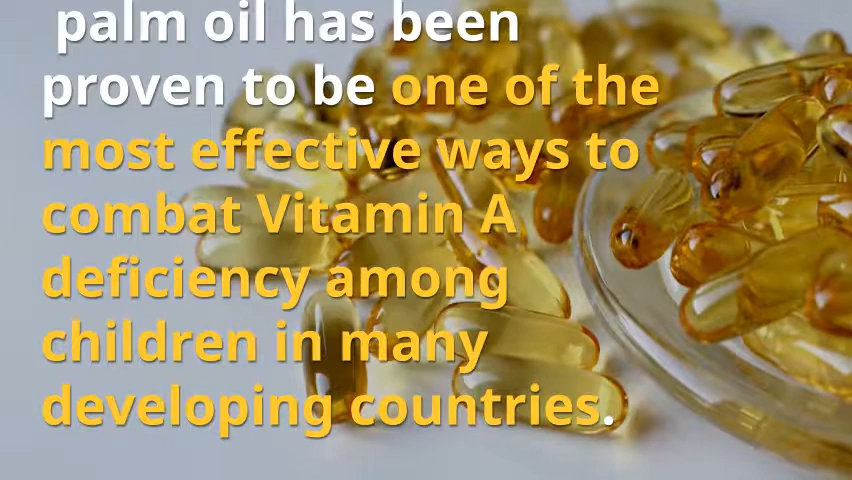 palm oil has been
proven to be one of the
most effective ways to
combat Vitamin A
deficiency among
children in many
developing countries.